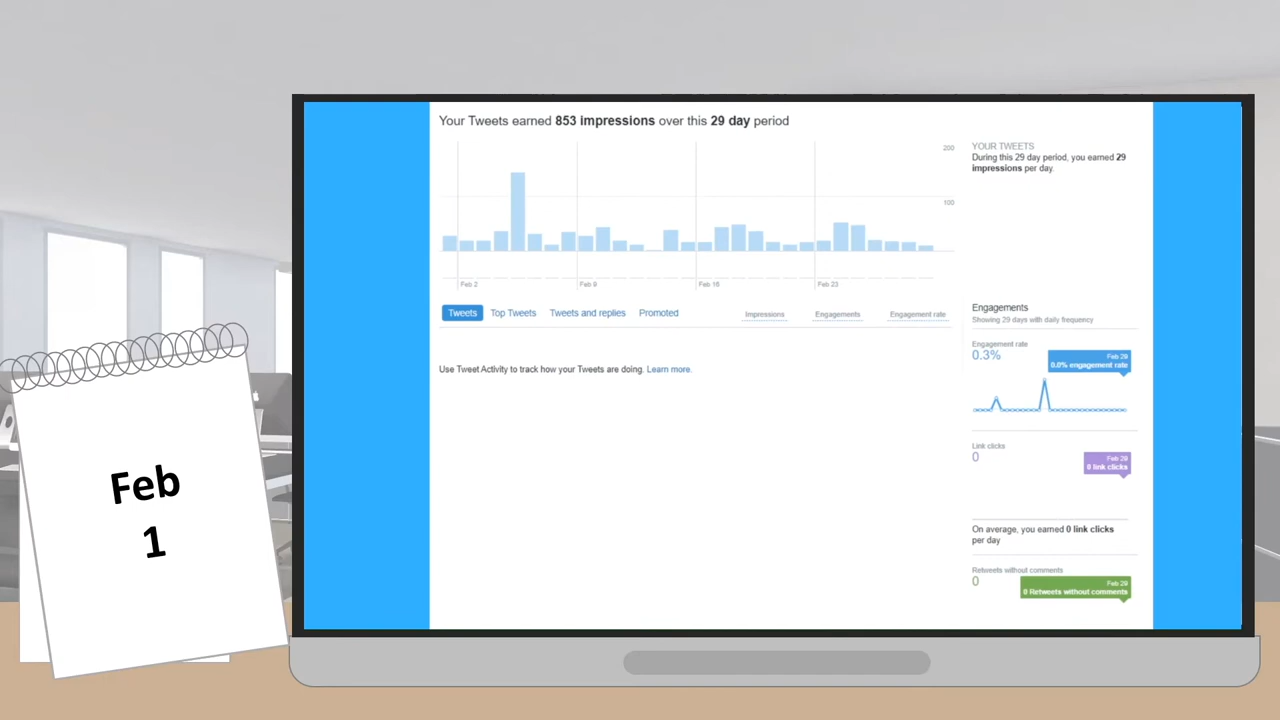 Your Tweets earned 853 impressions over this 29 day period
200
100
Feb 2
Feb 9
Feb 16
Feb 23
YOUR TWEETS
During this 29 day period, you earned 29
impressions per day.
Tweets
Top Tweets
Tweets and replies
Promoted
Impressions
Engagements
Engagement rate
Use Tweet Activity to track how your Tweets are doing. Learn more.
Engagements
Showing 29 days with daily frequency
Engagement rate
0.3%
Feb 29
0.0% engagement rate
Link clicks
0
Feb 29
0 link clicks
On average, you earned 0 link clicks
per day
Retweets without comments
0
Feb 29
0 Retweets without comments
Feb
1